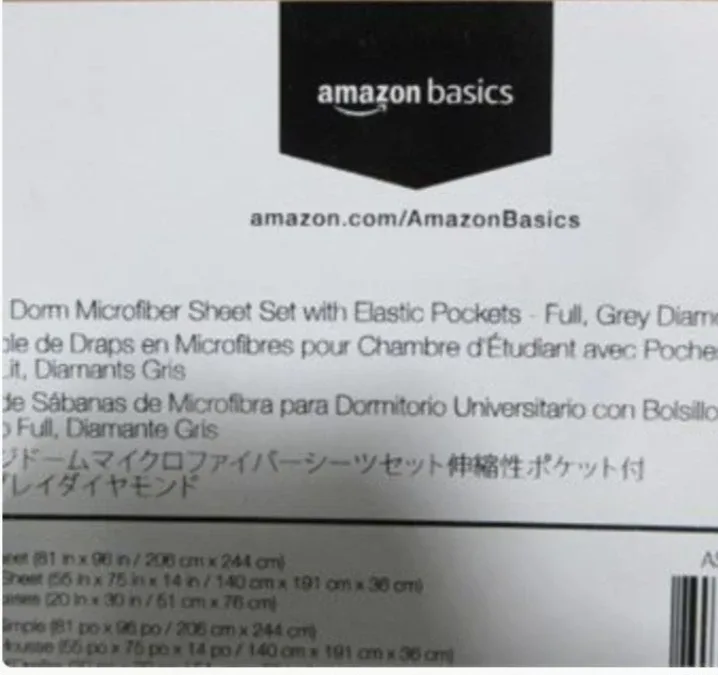 amazon basics
amazon.com/AmazonBasics
Dorm Microfiber Sheet Set with Elastic Pockets - Full, Grey
de Draps en Microfibres pour Chambre d'Étudiant avec
Lit, Diamants Gris
de Sábanas de Microfibra para Dormitorio Universitario con
Full, Diamante Gris
ドームマイクロファイバーシーツセット伸縮性ポケット付
レイダイヤモンド
(81 in x 96 in / 206 cm x 244 cm)
Sheet (55 in x 75 in x 14 in / 140 cm x 191 cm x 36 cm)
(20 in x 30 in / 51 cm x 76 cm)
(81 po x 96 po / 206 cm x 244 cm)
(55 po x 75 po x 14 po / 140 cm x 191 cm x 36 cm)